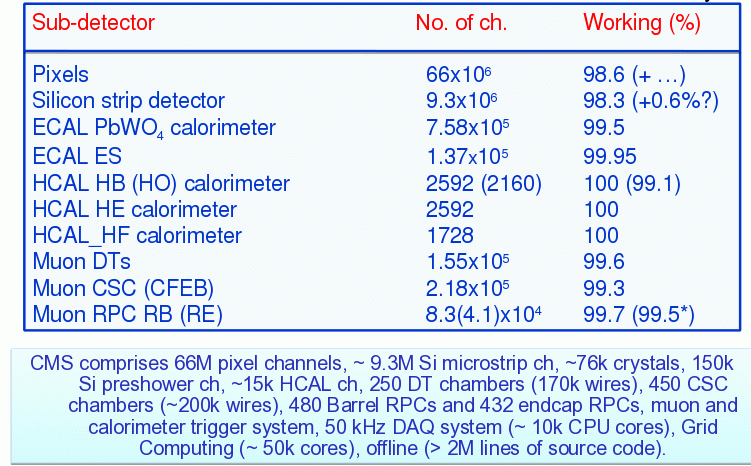 Sub-detector No. of ch. Working (%)
Pixels 66x10⁶ 98.6 (+ …)
Silicon strip detector 9.3x10⁶ 98.3 (+0.6%?)
ECAL PbWO₄ calorimeter 7.58x10⁵ 99.5
ECAL ES 1.37x10⁵ 99.95
HCAL HB (HO) calorimeter 2592 (2160) 100 (99.1)
HCAL HE calorimeter 2592 100
HCAL_HF calorimeter 1728 100
Muon DTs 1.55x10⁵ 99.6
Muon CSC (CFEB) 2.18x10⁵ 99.3
Muon RPC RB (RE) 8.3(4.1)x10⁴ 99.7 (99.5*)
CMS comprises 66M pixel channels, ~ 9.3M Si microstrip ch, ~76k crystals, 150k
Si preshower ch, ~15k HCAL ch, 250 DT chambers (170k wires), 450 CSC
chambers (~200k wires), 480 Barrel RPCs and 432 endcap RPCs, muon and
calorimeter trigger system, 50 kHz DAQ system (~ 10k CPU cores), Grid
Computing (~ 50k cores), offline (> 2M lines of source code).